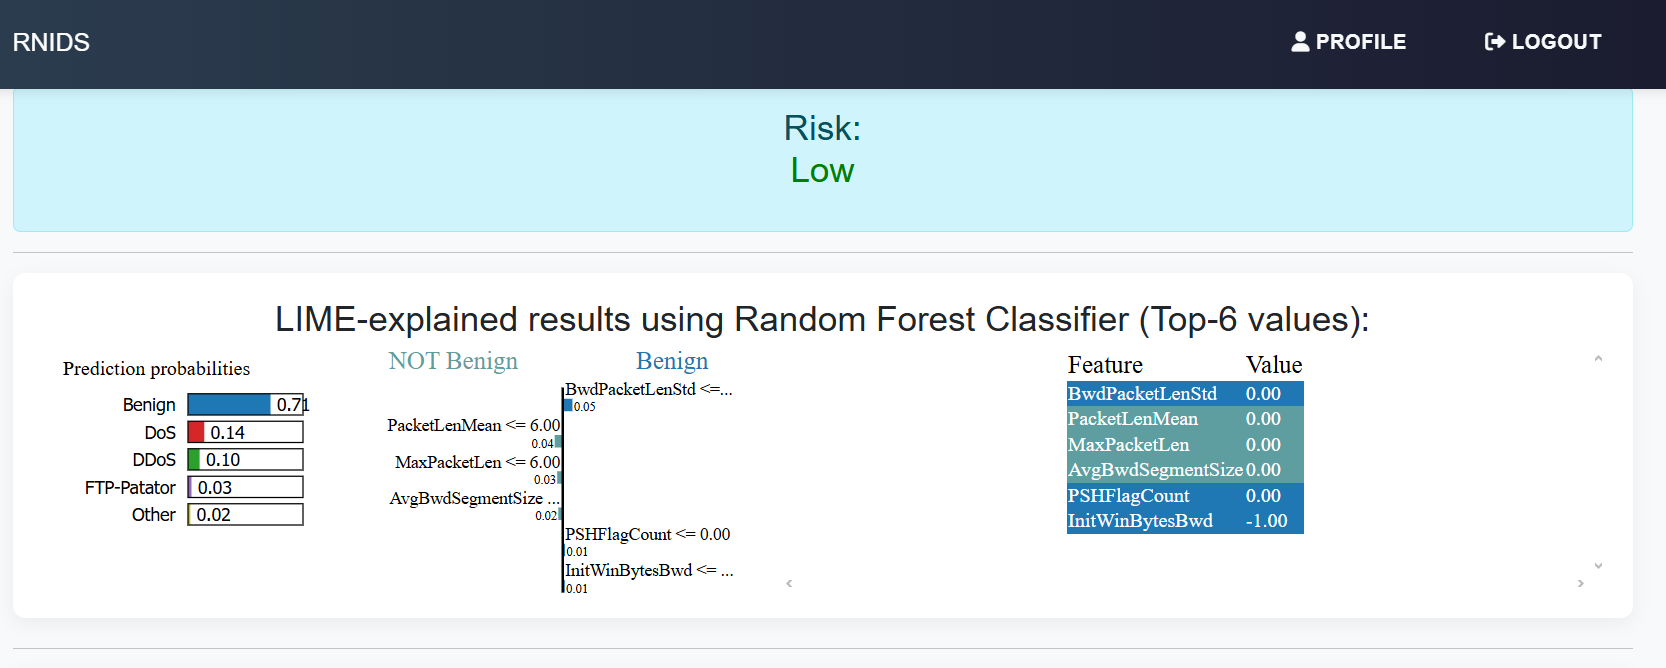 RNIDS
PROFILE
LOGOUT
Risk:
Low
LIME-explained results using Random Forest Classifier (Top-6 values):
Prediction probabilities
Benign 0.71
DoS 0.14
DDoS 0.10
FTP-Patator 0.03
Other 0.02
NOT Benign
Benign
BwdPacketLenStd <=...
0.05
PacketLenMean <= 6.00
0.04
MaxPacketLen <= 6.00
0.03
AvgBwdSegmentSize ...
0.02
PSHFlagCount <= 0.00
0.01
InitWinBytesBwd <= ...
0.01
Feature Value
BwdPacketLenStd 0.00
PacketLenMean 0.00
MaxPacketLen 0.00
AvgBwdSegmentSize 0.00
PSHFlagCount 0.00
InitWinBytesBwd -1.00